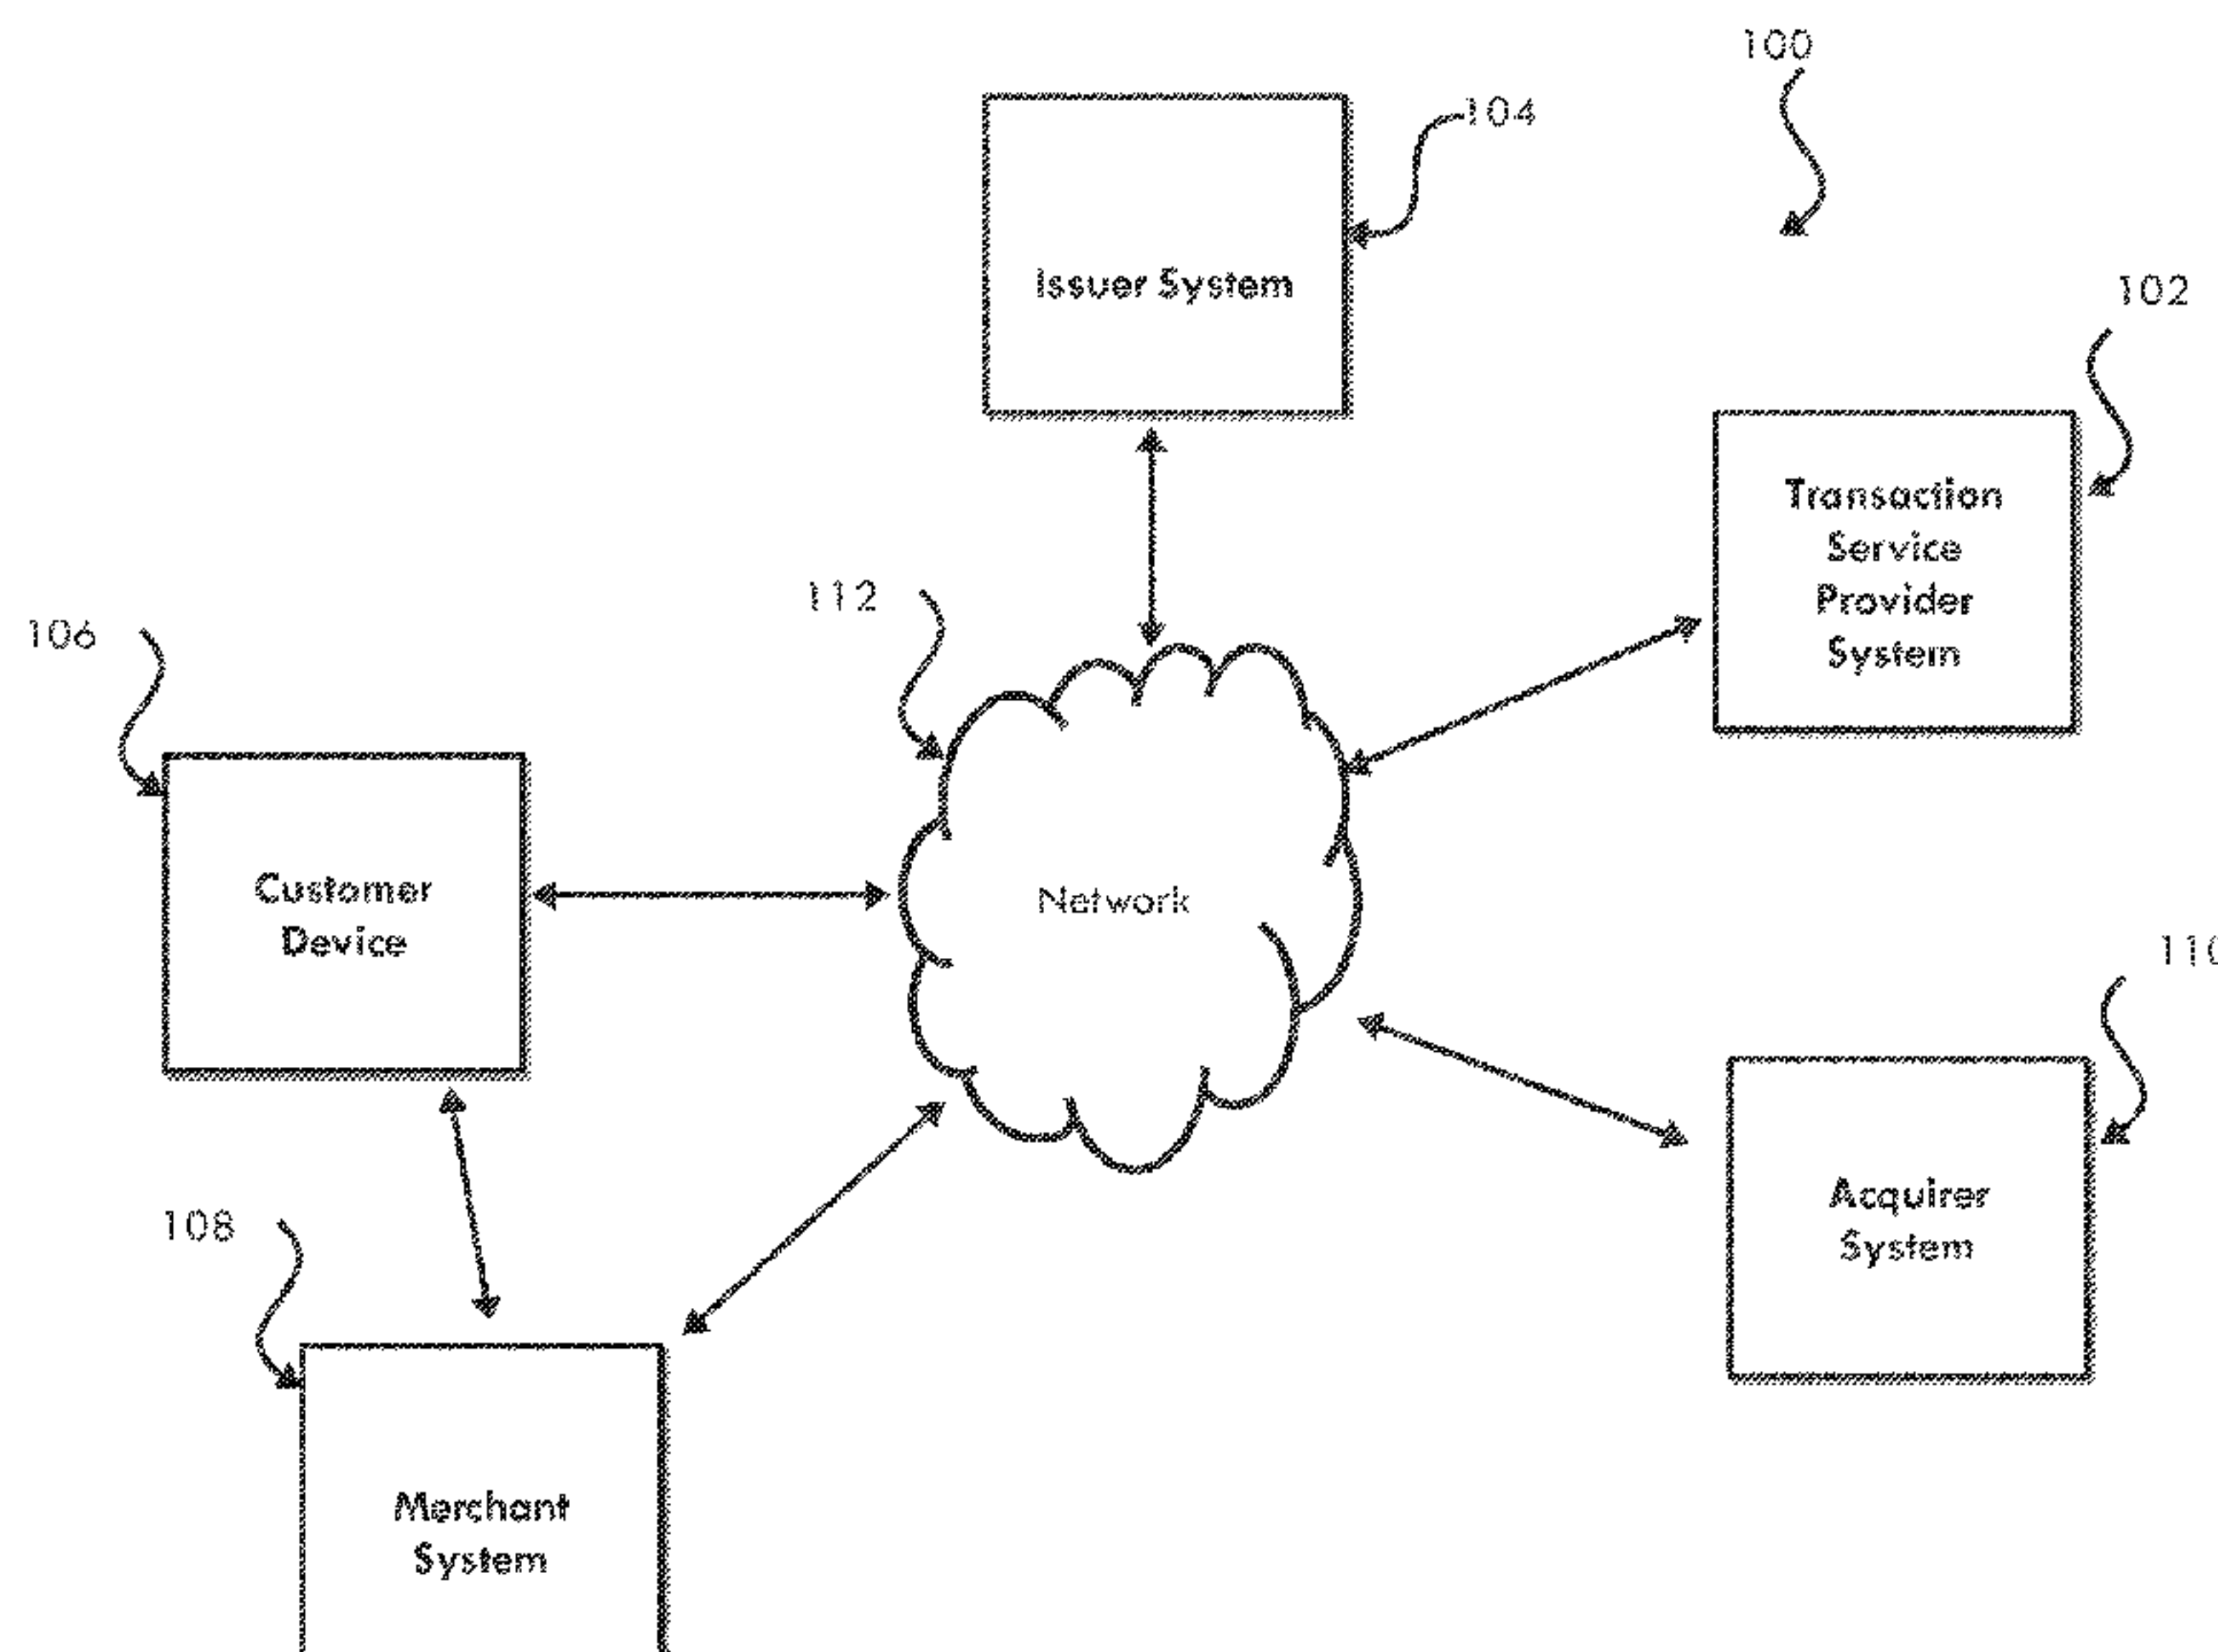 100
104
Issuer System
102
Transaction
Service
Provider
System
112
106
Network
Customer
Device
110
Acquirer
System
108
Merchant
System